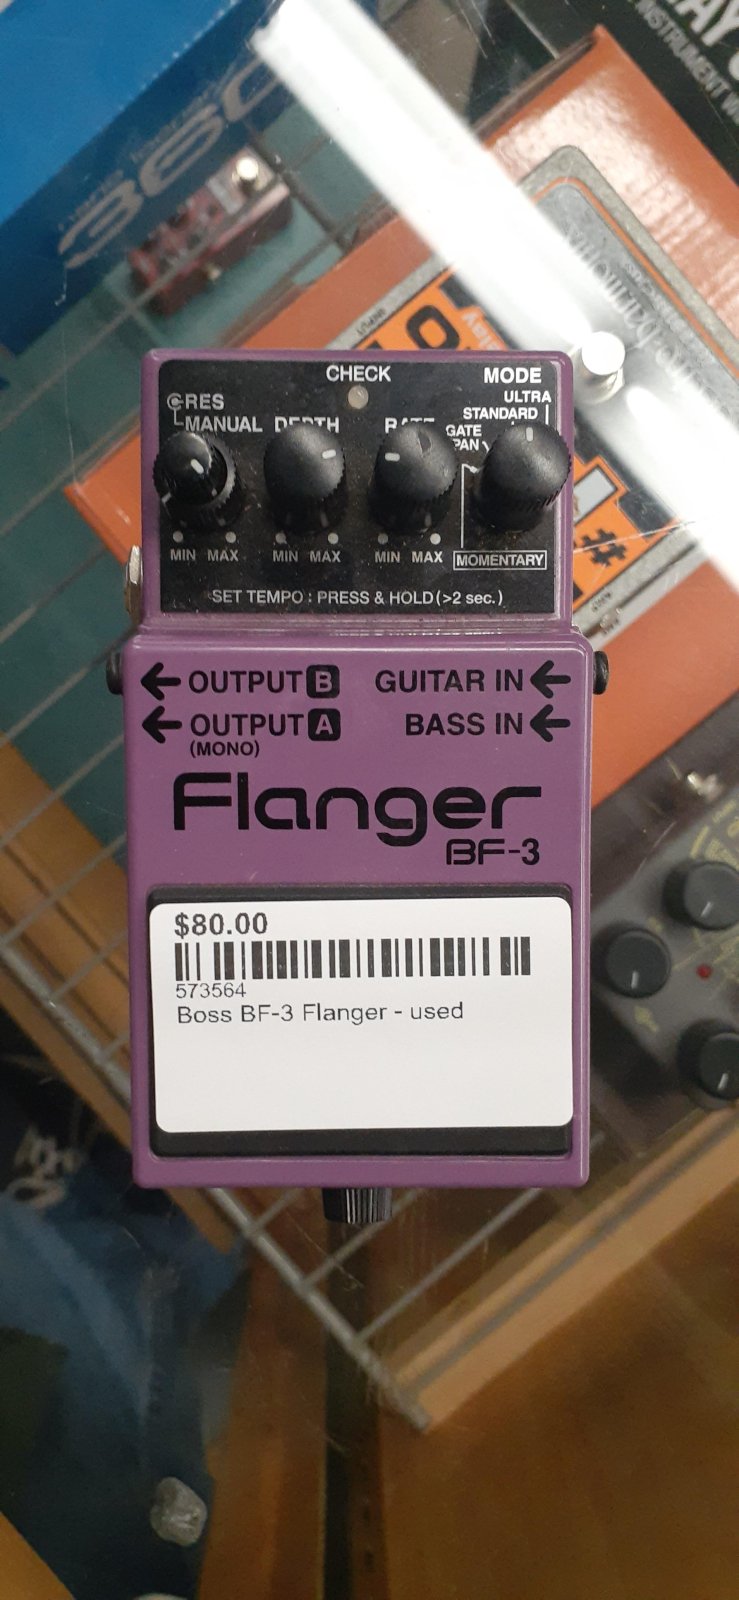 360
INSTRUMENT
CHECK
MODE
ULTRA
STANDARD
GATE
PAN
RES
MANUAL
DEPTH
RATE
MIN MAX
MIN MAX
MIN MAX
MOMENTARY
SET TEMPO : PRESS & HOLD (>2 sec.)
OUTPUT B
GUITAR IN
OUTPUT A
(MONO)
BASS IN
Flanger
BF-3
$80.00
573564
Boss BF-3 Flanger - used